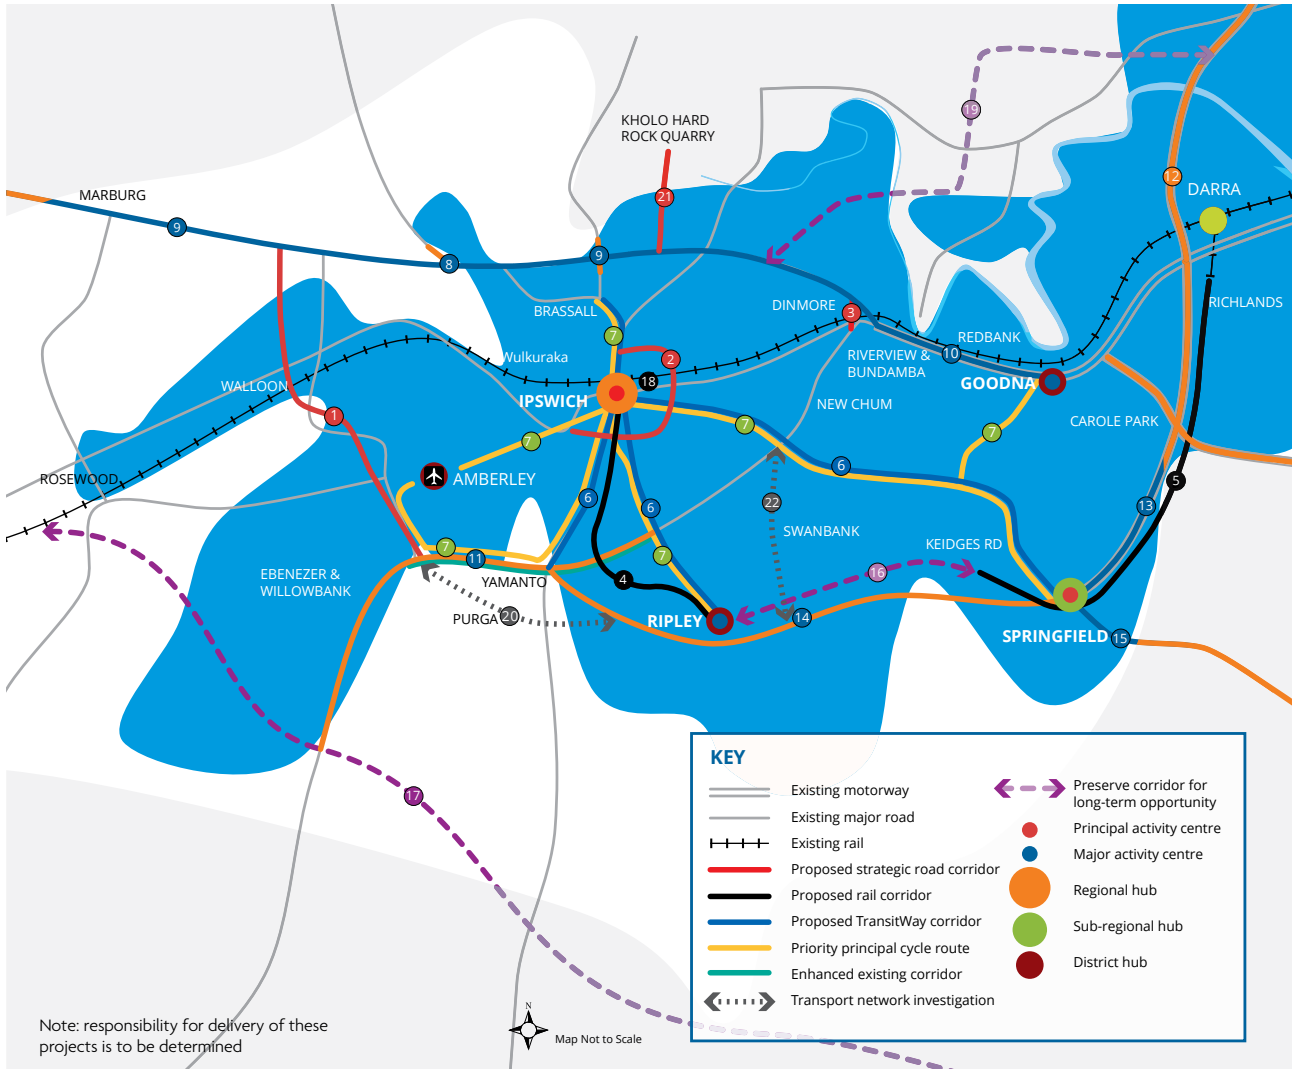 KHOLO HARD
ROCK QUARRY
19
12
DARRA
MARBURG
21
9
9
8
RICHLANDS
DINMORE
BRASSALL
3
7
REDBANK
10
Wulkuraka
2
RIVERVIEW &
BUNDAMBA
18
GOODNA
WALLOON
IPSWICH
NEW CHUM
1
7
CAROLE PARK
7
7
6
ROSEWOOD
AMBERLEY
5
6
6
22
13
SWANBANK
KEIDGES RD
7
11
7
16
EBENEZER &
WILLOWBANK
YAMANTO
4
PURGA
20
RIPLEY
14
SPRINGFIELD
15
17
KEY
Existing motorway
Existing major road
Existing rail
Proposed strategic road corridor
Proposed rail corridor
Proposed TransitWay corridor
Priority principal cycle route
Enhanced existing corridor
Transport network investigation
Preserve corridor for
long-term opportunity
Principal activity centre
Major activity centre
Regional hub
Sub-regional hub
District hub
N
Map Not to Scale
Note: responsibility for delivery of these
projects is to be determined